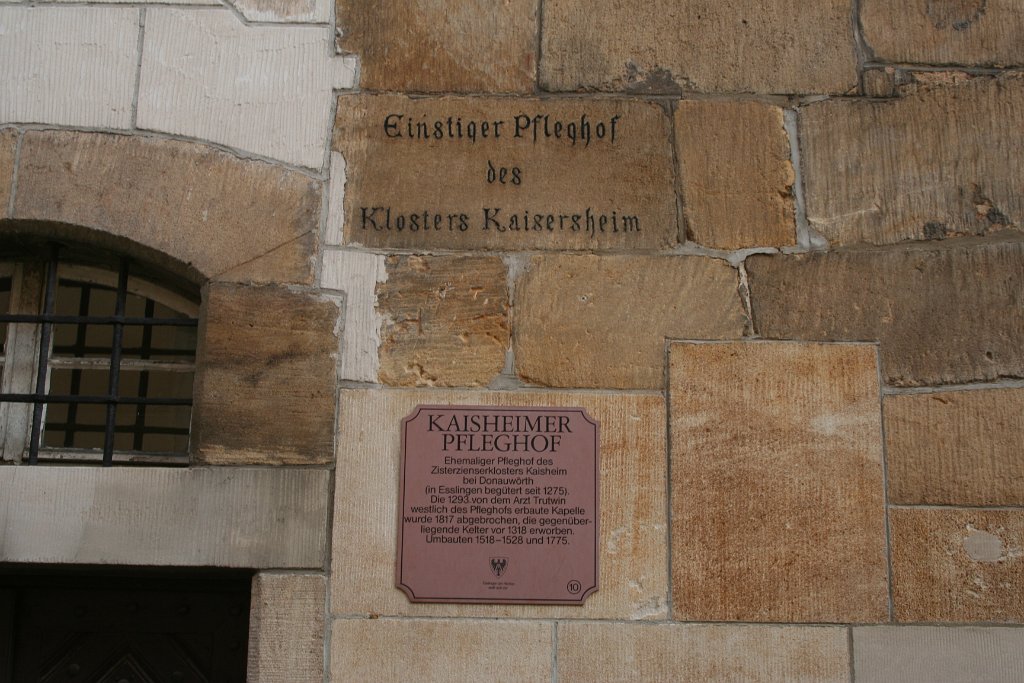 Einstiger Pfleghof
des
Klosters Kaisersheim
KAISHEIMER
PFLEGHOF
Ehemaliger Pfleghof des
Zisterzienserklosters Kaisheim
bei Donauwörth
(in Esslingen begütert seit 1275).
Die 1293 von dem Arzt Trutwin
westlich des Pfleghofs erbaute Kapelle
wurde 1817 abgebrochen, die gegenüber-
liegende Kelter vor 1318 erworben.
Umbauten 1518–1528 und 1775.
10